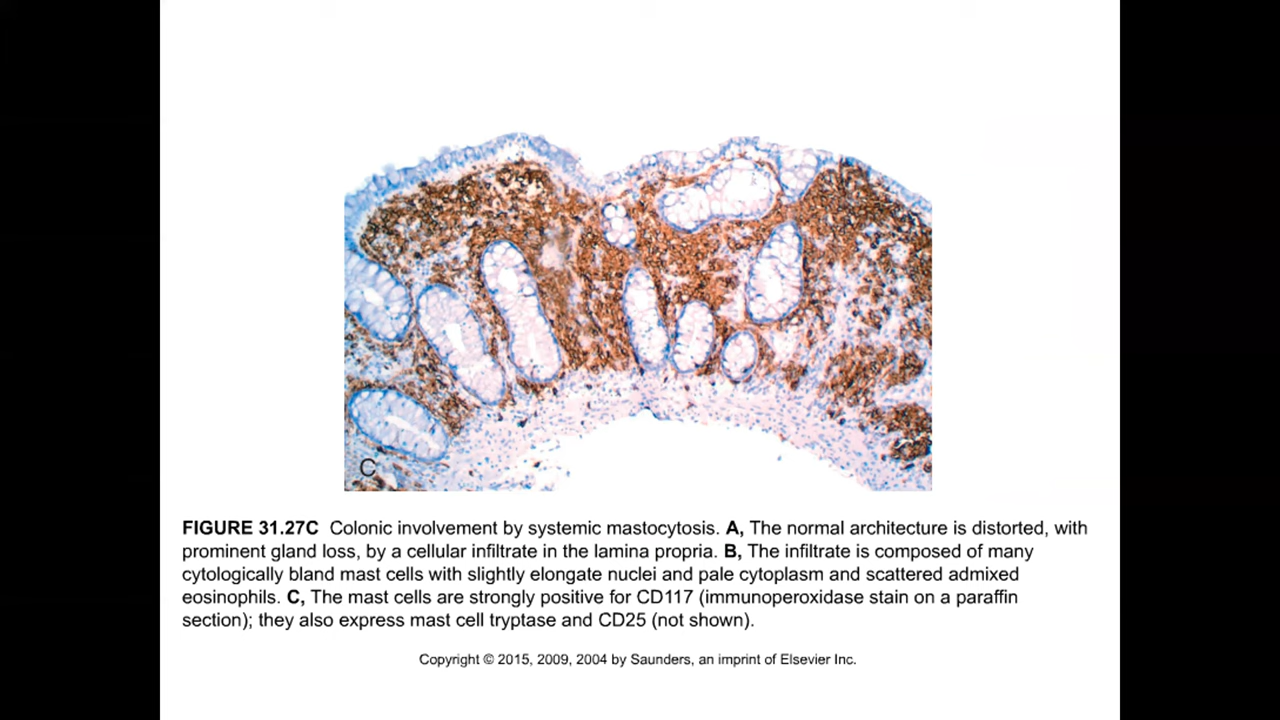 C
FIGURE 31.27C Colonic involvement by systemic mastocytosis. A, The normal architecture is distorted, with
prominent gland loss, by a cellular infiltrate in the lamina propria. B, The infiltrate is composed of many
cytologically bland mast cells with slightly elongate nuclei and pale cytoplasm and scattered admixed
eosinophils. C, The mast cells are strongly positive for CD117 (immunoperoxidase stain on a paraffin
section); they also express mast cell tryptase and CD25 (not shown).
Copyright © 2015, 2009, 2004 by Saunders, an imprint of Elsevier Inc.